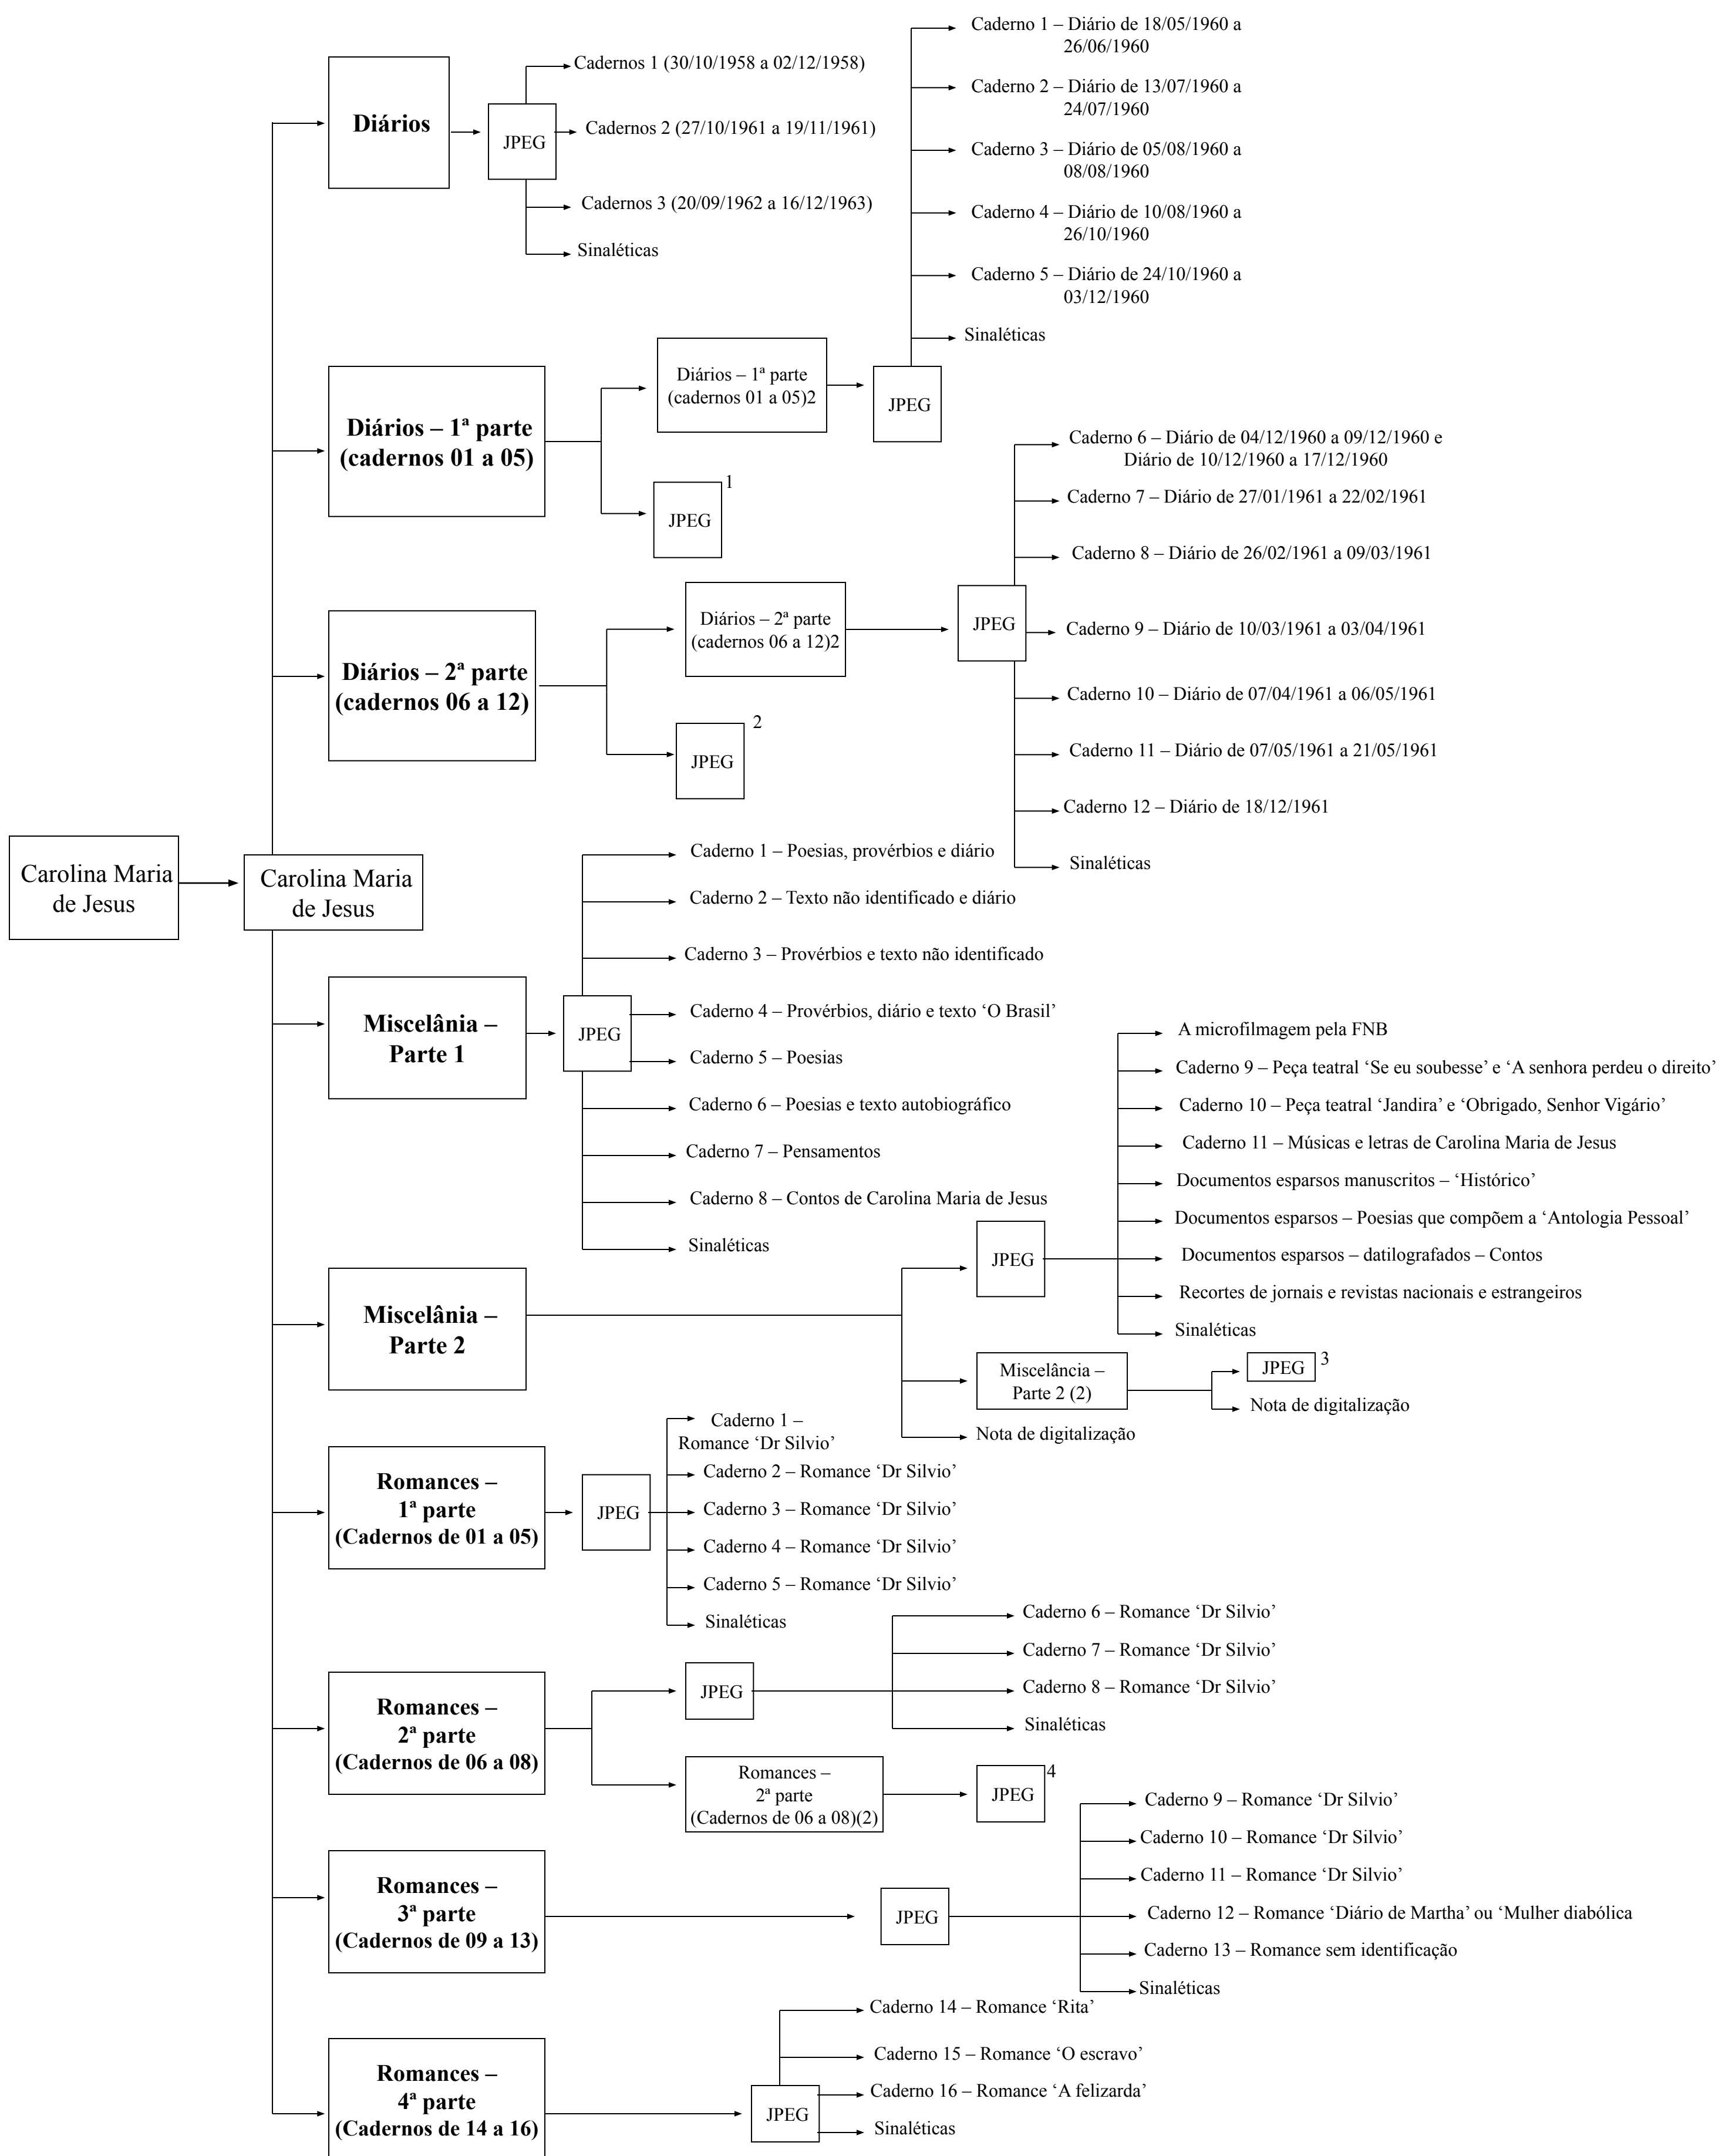 Carolina Maria
de Jesus
Carolina Maria
de Jesus
Diários
JPEG
Cadernos 1 (30/10/1958 a 02/12/1958)
Cadernos 2 (27/10/1961 a 19/11/1961)
Cadernos 3 (20/09/1962 a 16/12/1963)
Sinaléticas
Diários – 1ª parte
(cadernos 01 a 05)
Diários – 1ª parte
(cadernos 01 a 05)2
JPEG
Caderno 1 – Diário de 18/05/1960 a
26/06/1960
Caderno 2 – Diário de 13/07/1960 a
24/07/1960
Caderno 3 – Diário de 05/08/1960 a
08/08/1960
Caderno 4 – Diário de 10/08/1960 a
26/10/1960
Caderno 5 – Diário de 24/10/1960 a
03/12/1960
Sinaléticas
JPEG
1
Diários – 2ª parte
(cadernos 06 a 12)
Diários – 2ª parte
(cadernos 06 a 12)2
JPEG
Caderno 6 – Diário de 04/12/1960 a 09/12/1960 e
Diário de 10/12/1960 a 17/12/1960
Caderno 7 – Diário de 27/01/1961 a 22/02/1961
Caderno 8 – Diário de 26/02/1961 a 09/03/1961
Caderno 9 – Diário de 10/03/1961 a 03/04/1961
Caderno 10 – Diário de 07/04/1961 a 06/05/1961
Caderno 11 – Diário de 07/05/1961 a 21/05/1961
Caderno 12 – Diário de 18/12/1961
Sinaléticas
JPEG
2
Miscelânia –
Parte 1
JPEG
Caderno 1 – Poesias, provérbios e diário
Caderno 2 – Texto não identificado e diário
Caderno 3 – Provérbios e texto não identificado
Caderno 4 – Provérbios, diário e texto ‘O Brasil’
Caderno 5 – Poesias
Caderno 6 – Poesias e texto autobiográfico
Caderno 7 – Pensamentos
Caderno 8 – Contos de Carolina Maria de Jesus
Sinaléticas
Miscelânia –
Parte 2
JPEG
A microfilmagem pela FNB
Caderno 9 – Peça teatral ‘Se eu soubesse’ e ‘A senhora perdeu o direito’
Caderno 10 – Peça teatral ‘Jandira’ e ‘Obrigado, Senhor Vigário’
Caderno 11 – Músicas e letras de Carolina Maria de Jesus
Documentos esparsos manuscritos – ‘Histórico’
Documentos esparsos – Poesias que compõem a ‘Antologia Pessoal’
Documentos esparsos – datilografados – Contos
Recortes de jornais e revistas nacionais e estrangeiros
Sinaléticas
Miscelância –
Parte 2 (2)
JPEG
3
Nota de digitalização
Nota de digitalização
Romances –
1ª parte
(Cadernos de 01 a 05)
JPEG
Caderno 1 –
Romance ‘Dr Silvio’
Caderno 2 – Romance ‘Dr Silvio’
Caderno 3 – Romance ‘Dr Silvio’
Caderno 4 – Romance ‘Dr Silvio’
Caderno 5 – Romance ‘Dr Silvio’
Sinaléticas
Romances –
2ª parte
(Cadernos de 06 a 08)
JPEG
Caderno 6 – Romance ‘Dr Silvio’
Caderno 7 – Romance ‘Dr Silvio’
Caderno 8 – Romance ‘Dr Silvio’
Sinaléticas
Romances –
2ª parte
(Cadernos de 06 a 08)(2)
JPEG
4
Romances –
3ª parte
(Cadernos de 09 a 13)
JPEG
Caderno 9 – Romance ‘Dr Silvio’
Caderno 10 – Romance ‘Dr Silvio’
Caderno 11 – Romance ‘Dr Silvio’
Caderno 12 – Romance ‘Diário de Martha’ ou ‘Mulher diabólica
Caderno 13 – Romance sem identificação
Sinaléticas
Romances –
4ª parte
(Cadernos de 14 a 16)
JPEG
Caderno 14 – Romance ‘Rita’
Caderno 15 – Romance ‘O escravo’
Caderno 16 – Romance ‘A felizarda’
Sinaléticas